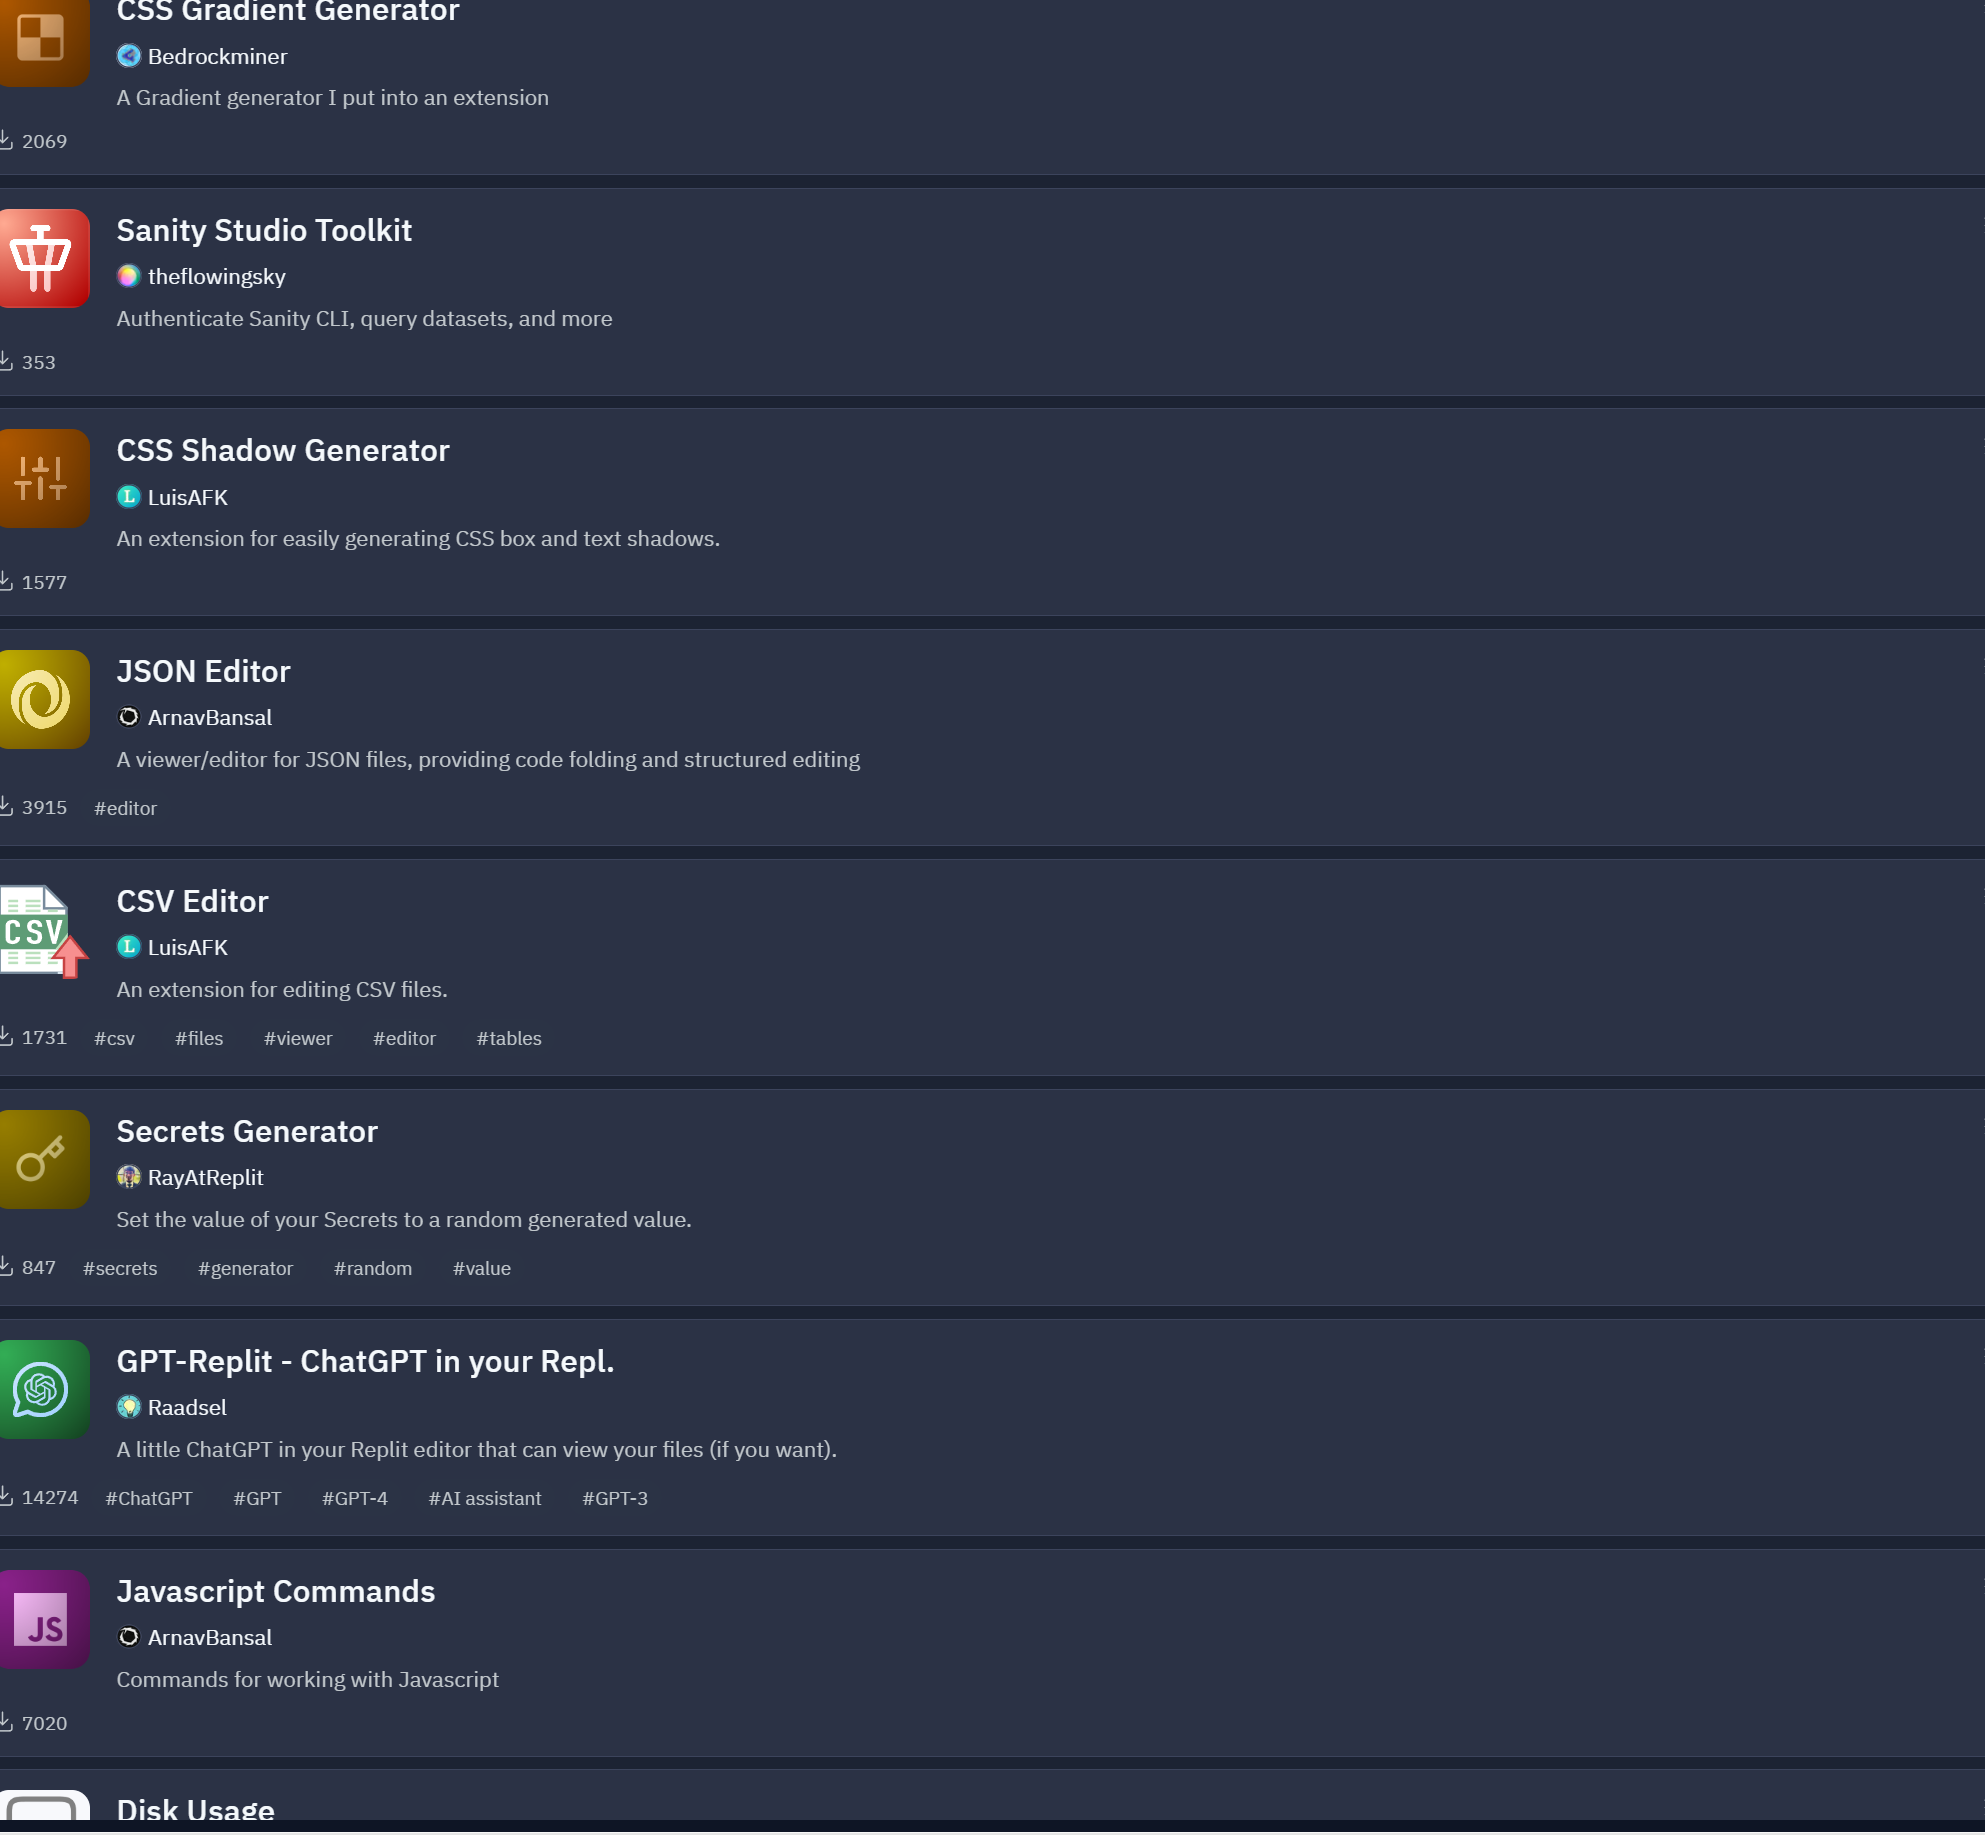 CSS Gradient Generator
Bedrockminer
A Gradient generator I put into an extension
2069
Sanity Studio Toolkit
theflowingsky
Authenticate Sanity CLI, query datasets, and more
353
CSS Shadow Generator
L LuisAFK
An extension for easily generating CSS box and text shadows.
1577
JSON Editor
ArnavBansal
A viewer/editor for JSON files, providing code folding and structured editing
3915 #editor
CSV
CSV Editor
L LuisAFK
An extension for editing CSV files.
1731 #csv #files #viewer #editor #tables
Secrets Generator
RayAtReplit
Set the value of your Secrets to a random generated value.
847 #secrets #generator #random #value
GPT-Replit - ChatGPT in your Repl.
Raadsel
A little ChatGPT in your Replit editor that can view your files (if you want).
14274 #ChatGPT #GPT #GPT-4 #AI assistant #GPT-3
JS
Javascript Commands
ArnavBansal
Commands for working with Javascript
7020
Disk Usage